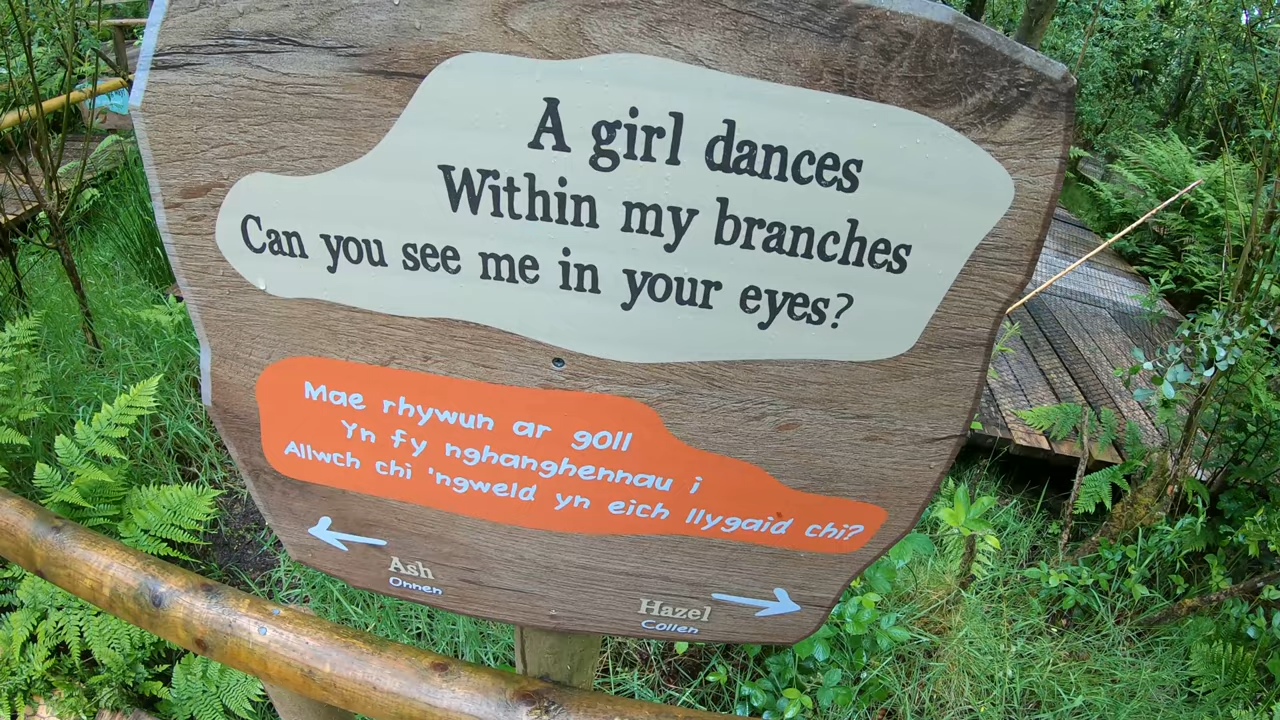 A girl dances
Within my branches
Can you see me in your eyes?
Mae rhywun ar goll
Yn fy nghanghennau i
Allwch chi 'ngweld yn eich llygaid chi?
Ash
Onnen
Hazel
Collen